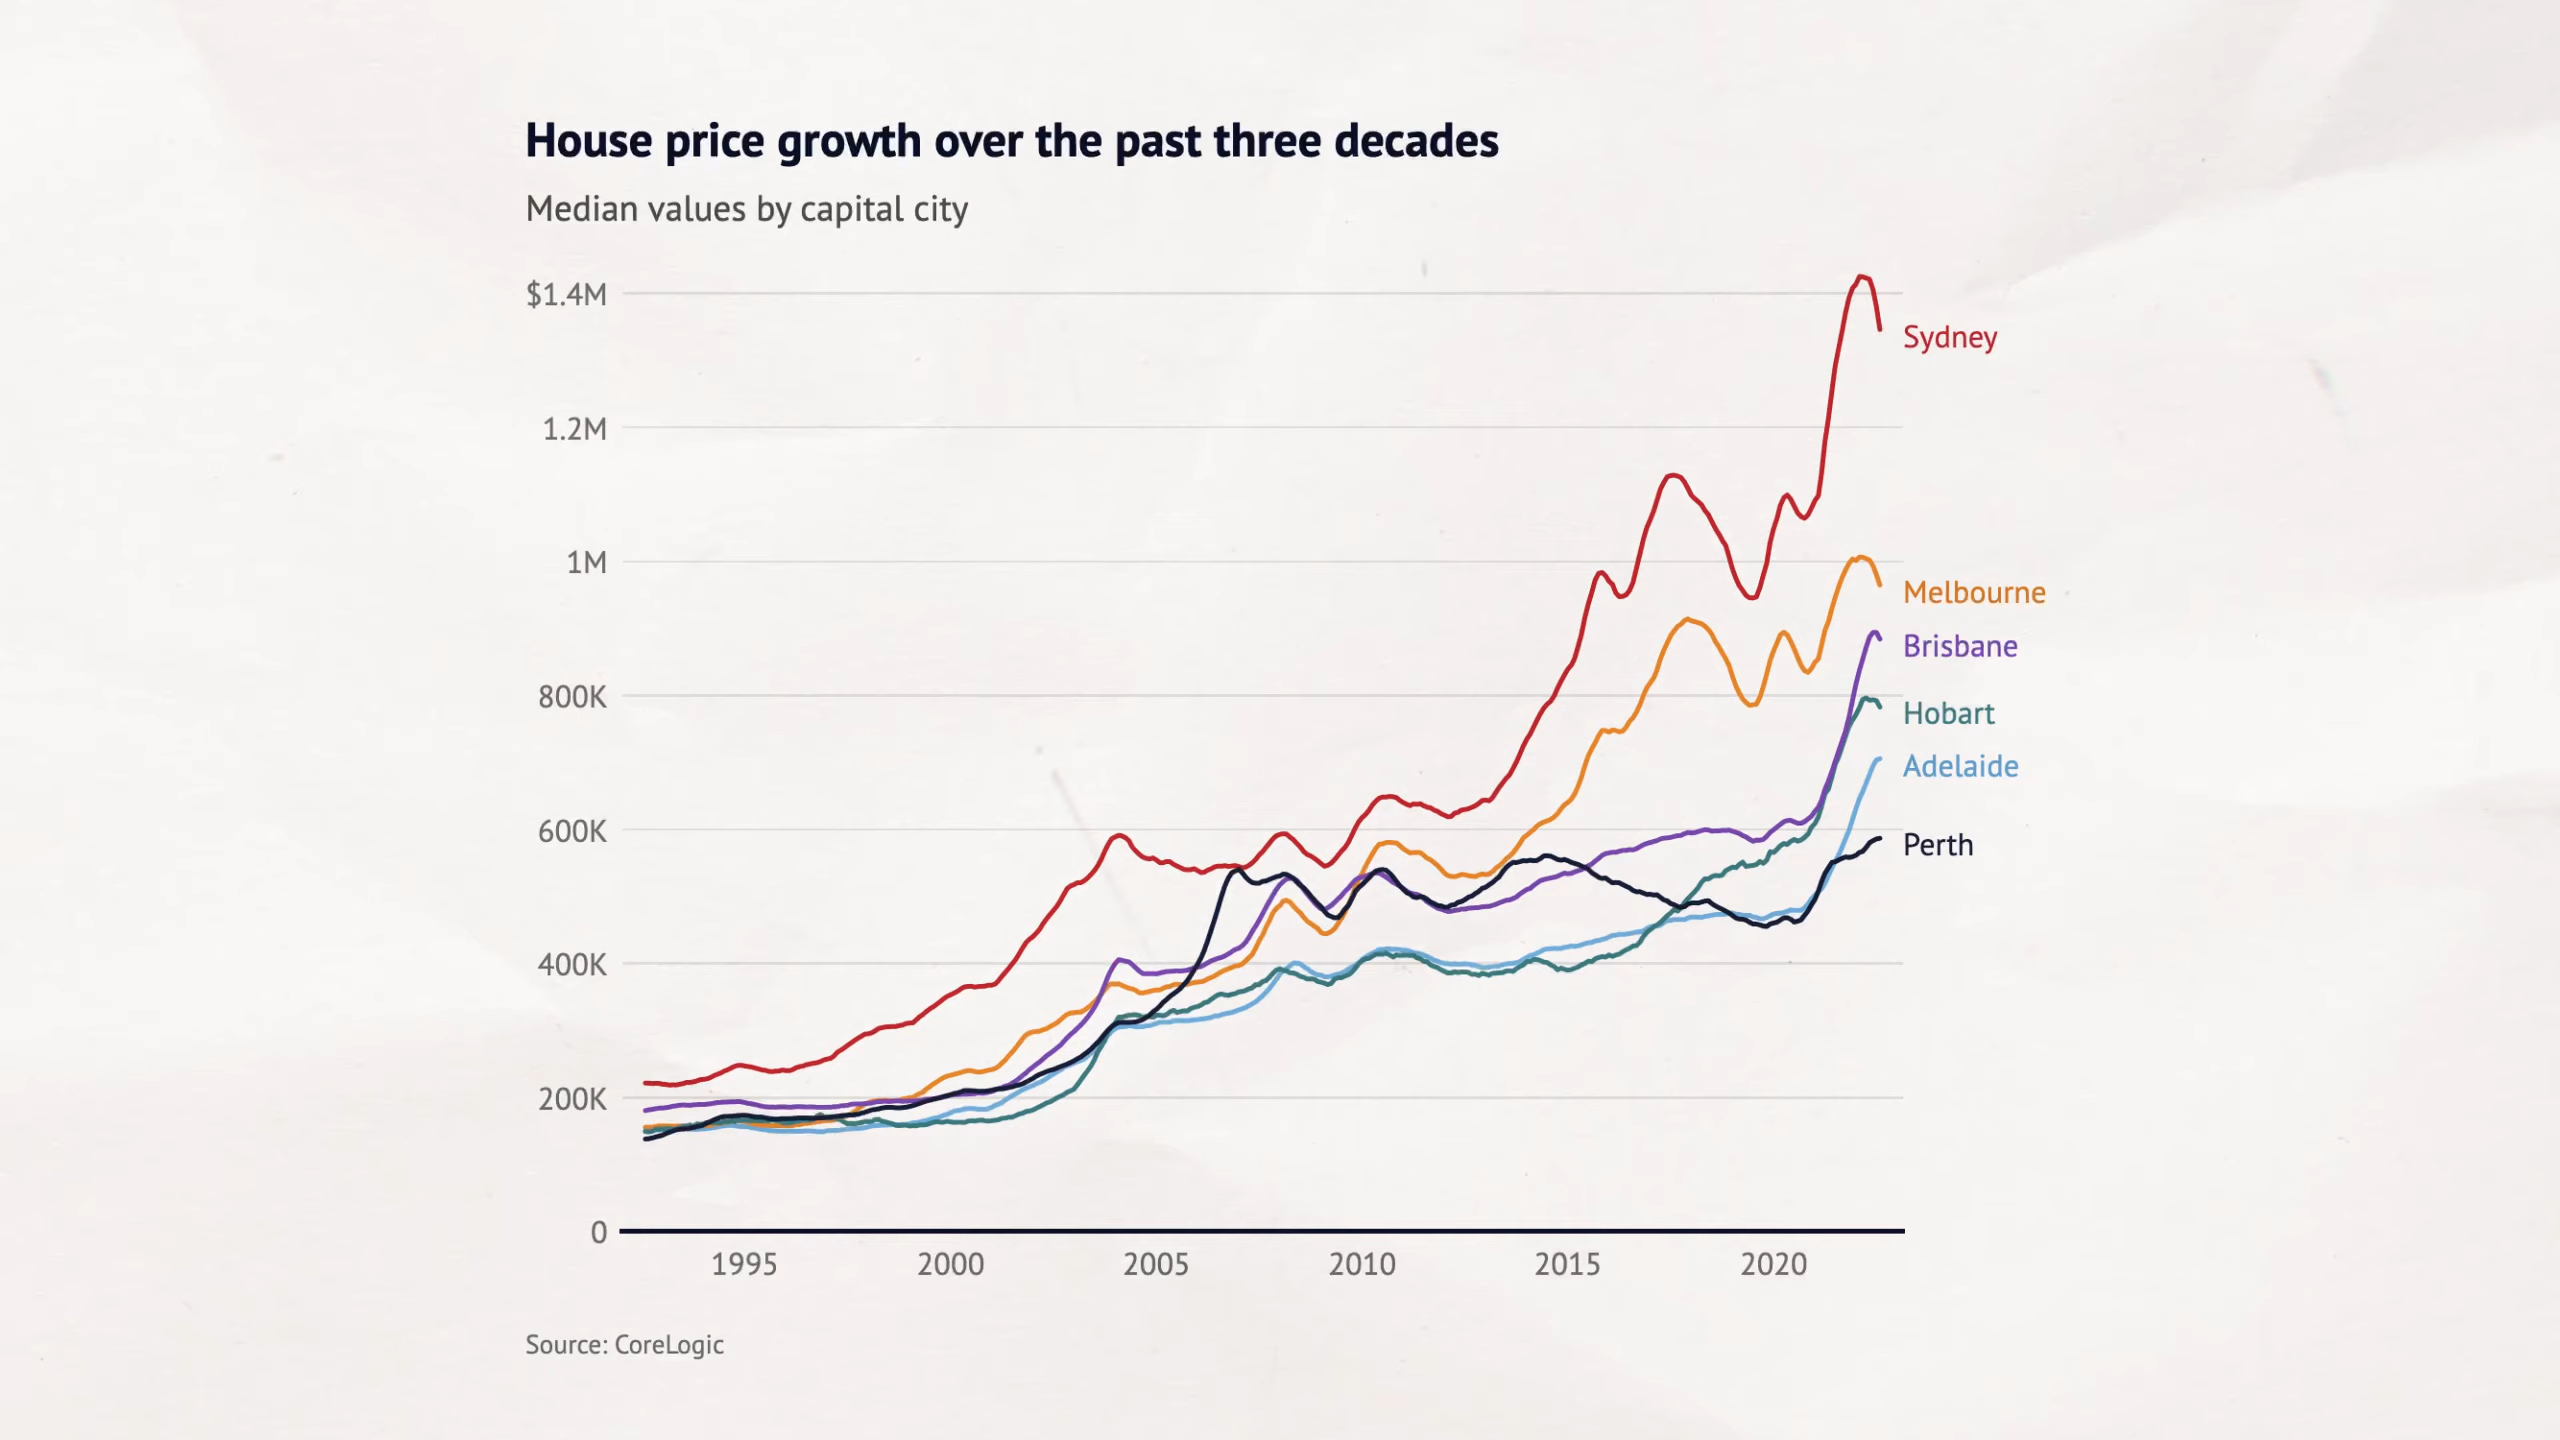 House price growth over the past three decades
Median values by capital city
$1.4M
1.2M
1M
800K
600K
400K
200K
0
Sydney
Melbourne
Brisbane
Hobart
Adelaide
Perth
1995 2000 2005 2010 2015 2020
Source: CoreLogic